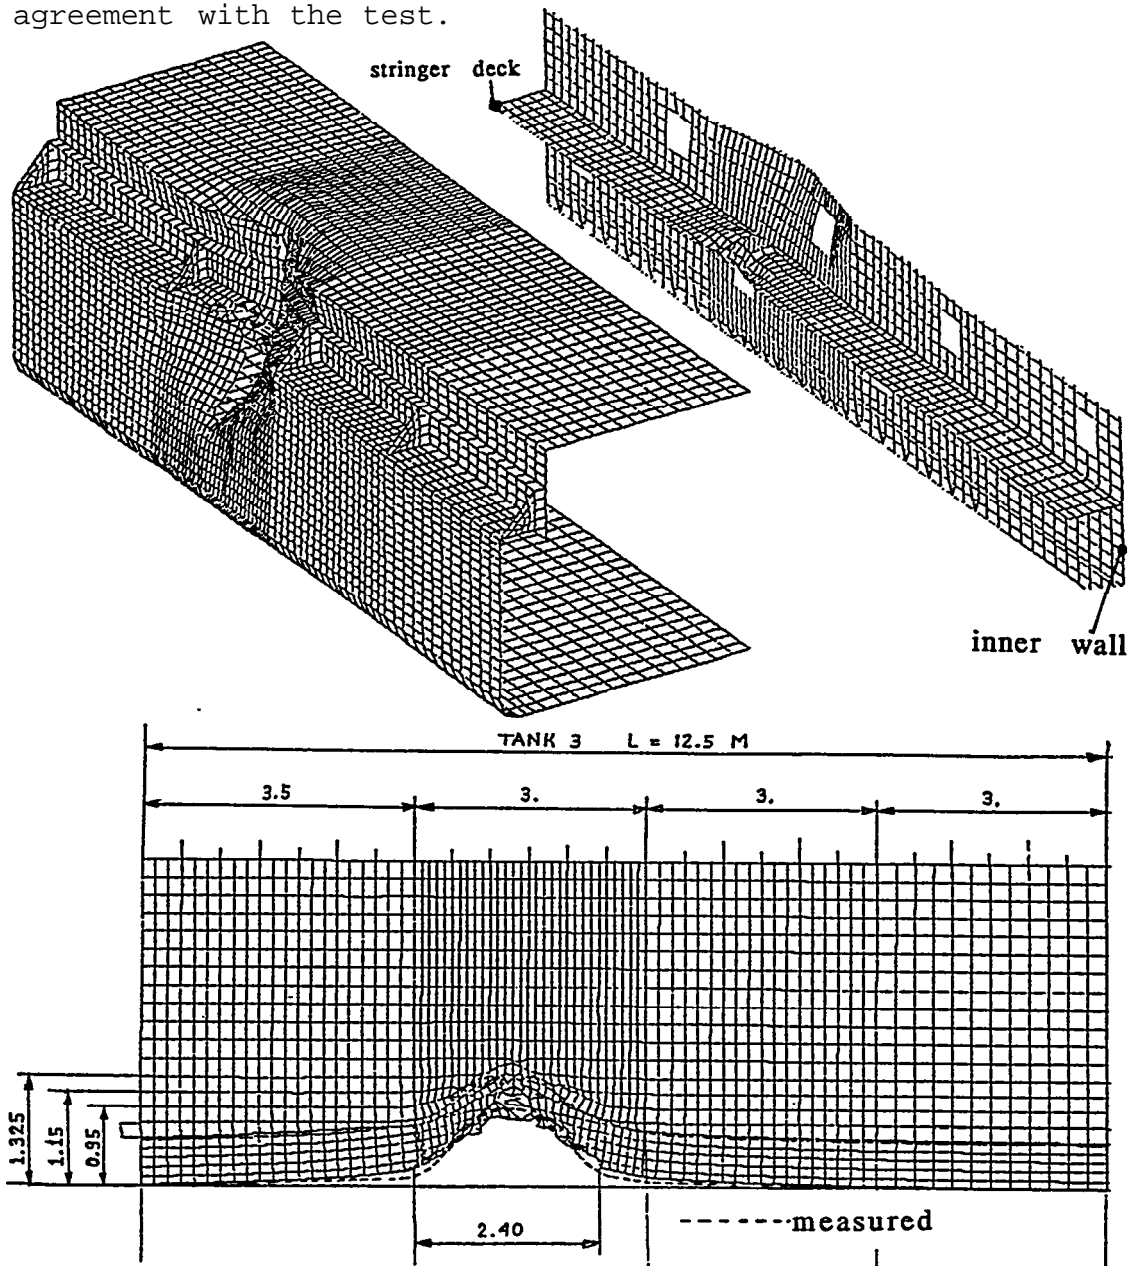 agreement with the test.
stringer deck
inner wall
TANK 3 L = 12.5 M
3.5 3. 3. 3.
1.325
1.15
0.95
2.40
measured